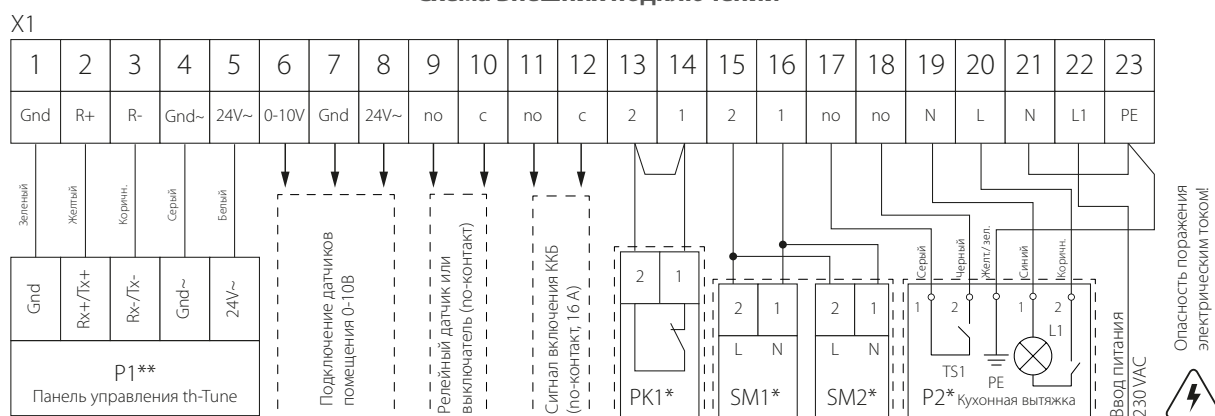 X1
1 2 3 4 5 6 7 8 9 10 11 12 13 14 15 16 17 18 19 20 21 22 23
Gnd R+ R- Gnd~ 24V~ 0-10V Gnd 24V~ no c no c 2 1 2 1 no no N L N L1 PE
Зеленый
Желтый
Коричн.
Серый
Белый
Gnd
Rx+/Tx+
Rx-/Tx-
Gnd~
24V~
P1**
Панель управления th-Tune
Подключение датчиков
помещения 0-10В
Релейный датчик или
выключатель (no-контакт)
Сигнал включения ККБ
(no-контакт, 16 А)
2 1
PK1*
2 1
L N
SM1*
2 1
L N
SM2*
Серый
Черный
Желт./ зел.
Синий
Коричн.
1 2 1 2
L1
TS1
PE
P2* Кухонная вытяжка
Ввод питания
230 VAC
Опасность поражения
электрическим током!